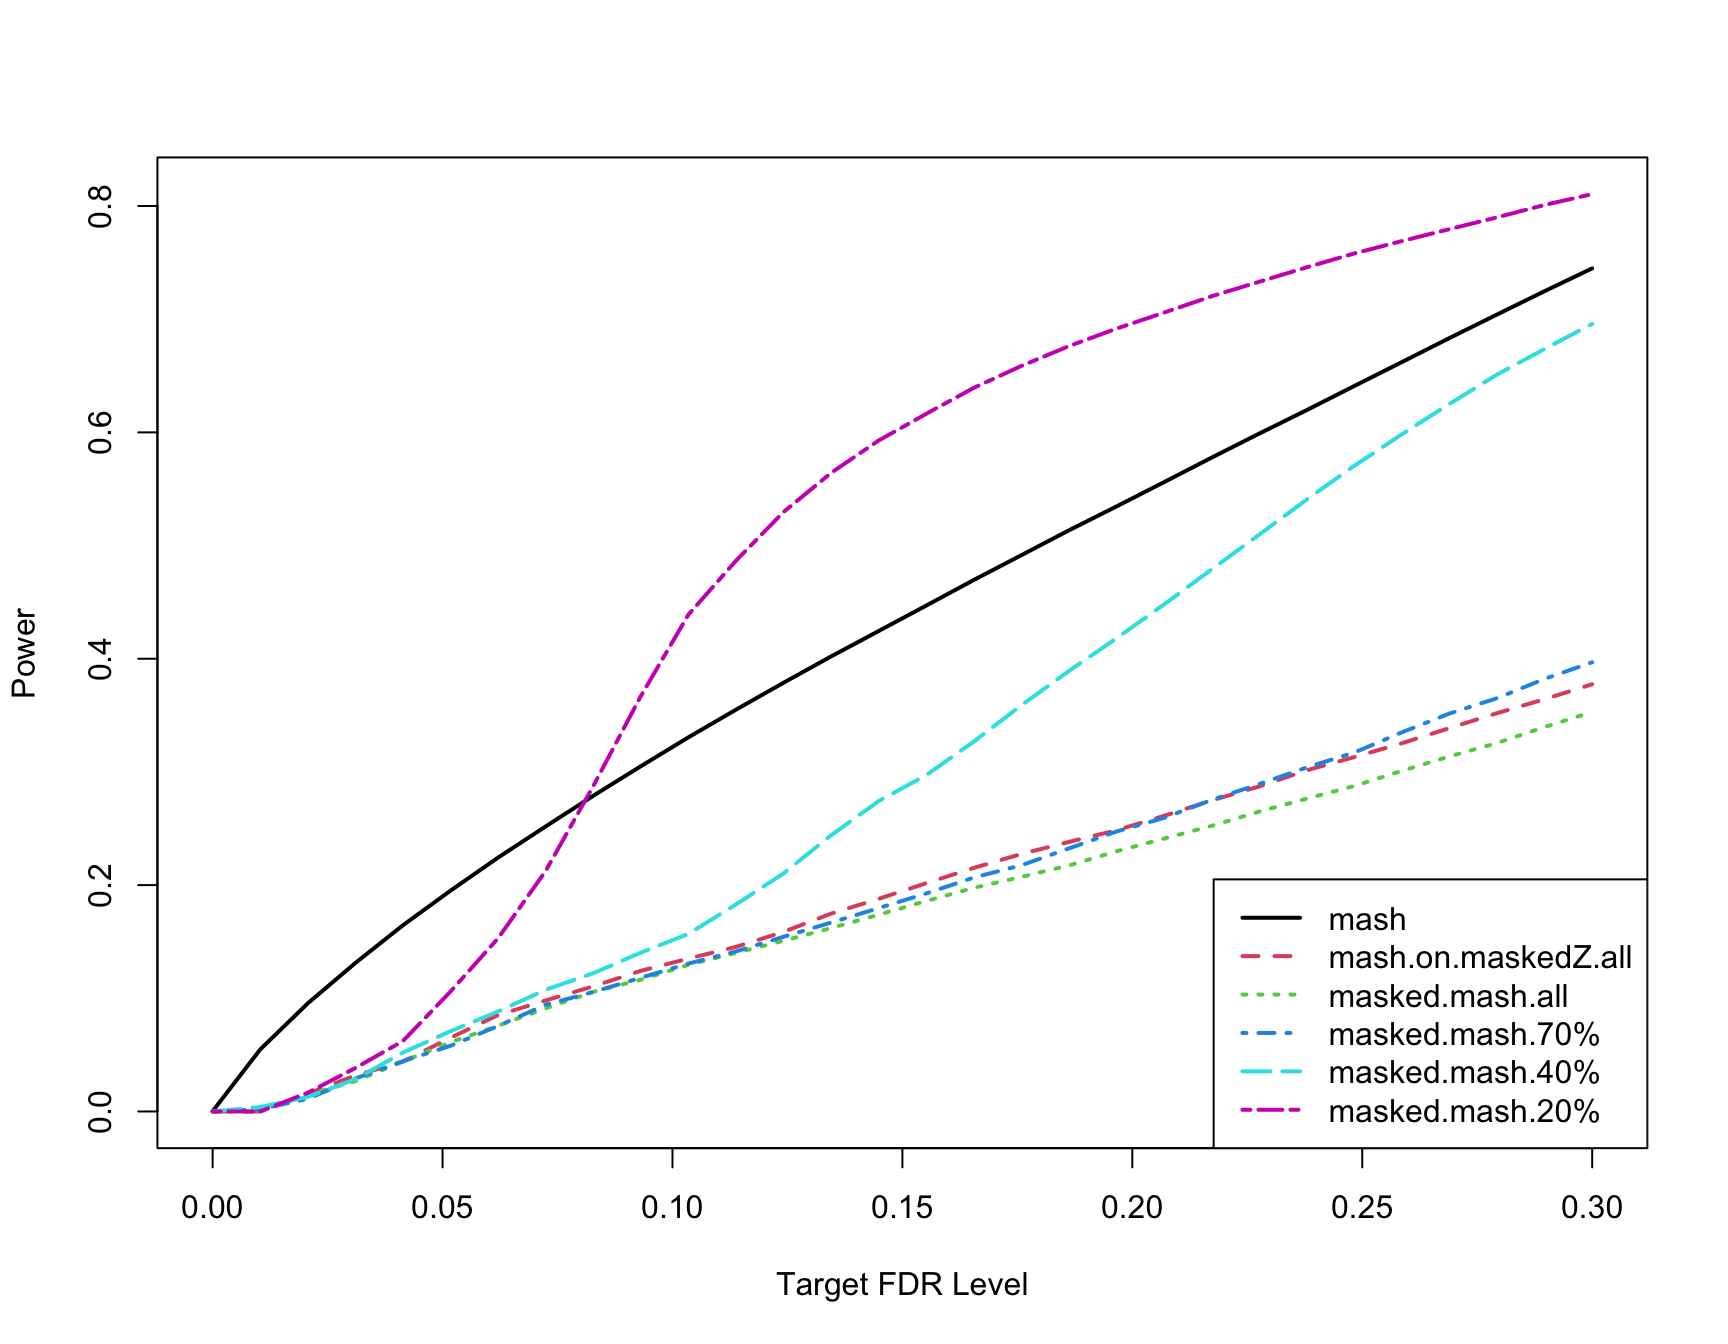 0.8
0.6
0.4
0.2
0.0
Power
mash
mash.on.maskedZ.all
masked.mash.all
masked.mash.70%
masked.mash.40%
masked.mash.20%
0.00 0.05 0.10 0.15 0.20 0.25 0.30
Target FDR Level